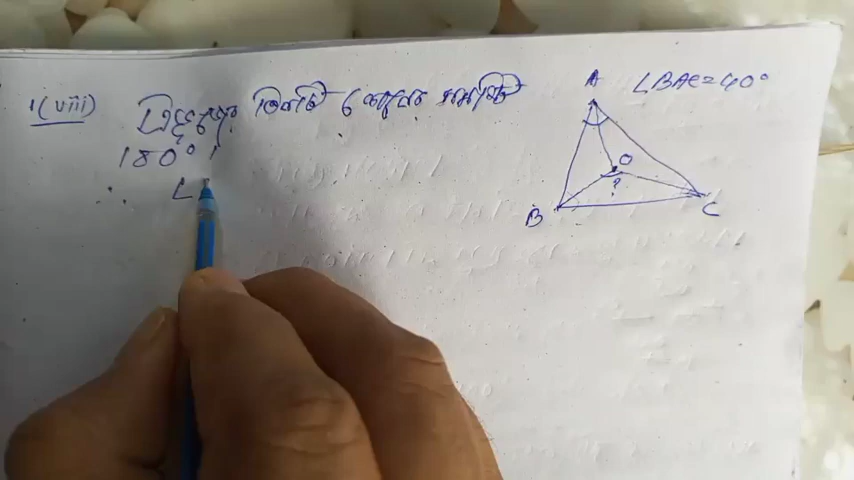 1(viii) ত্রিভুজের তিনটি কোণের সমষ্টি
180°।
∴ ∠
A ∠BAC=40°
O
?
B C